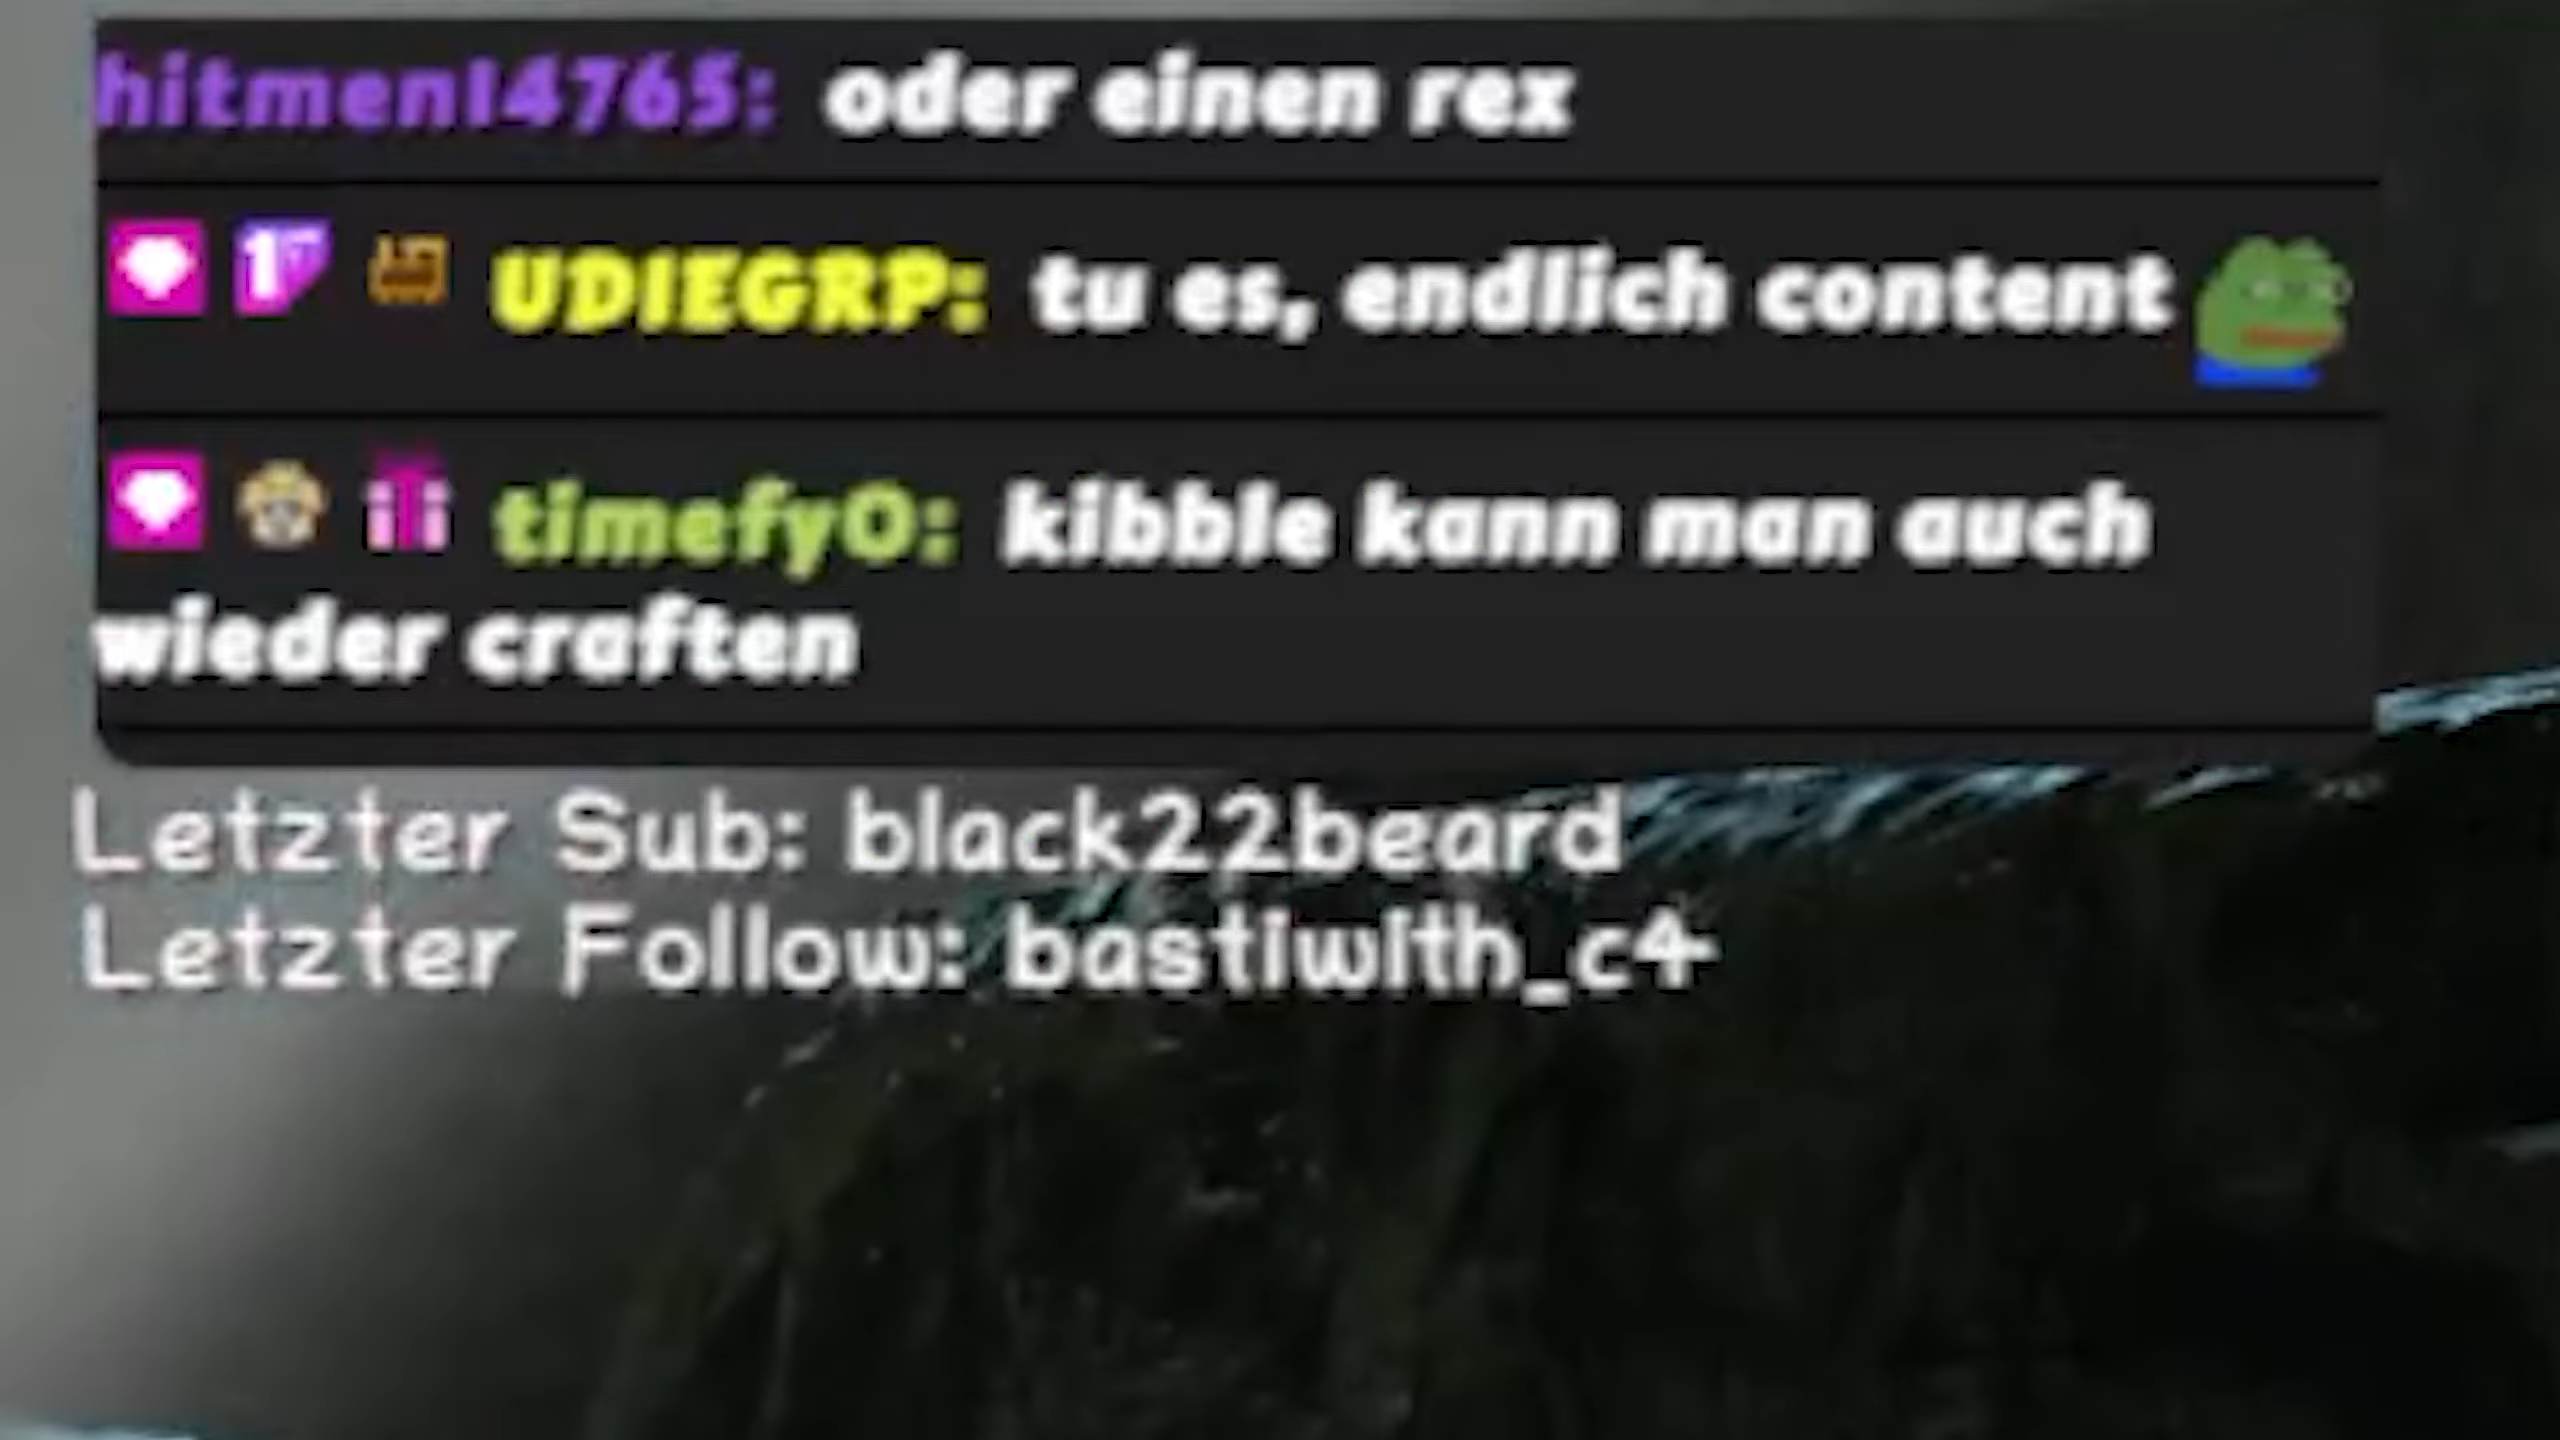 hitmen14765: oder einen rex
UDIEGRP: tu es, endlich content
timefy0: kibble kann man auch
wieder craften
Letzter Sub: black22beard
Letzter Follow: bastiwith_c4